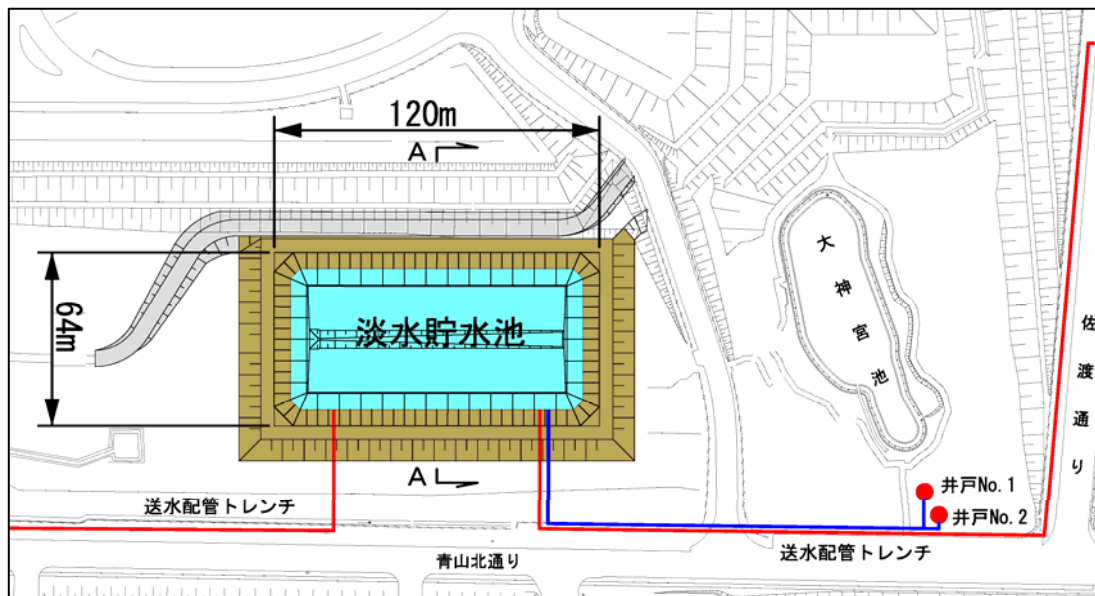 120m
A
64m
淡水貯水池
大神宮池
佐渡通り
A
井戸No.1
井戸No.2
送水配管トレンチ
青山北通り
送水配管トレンチ